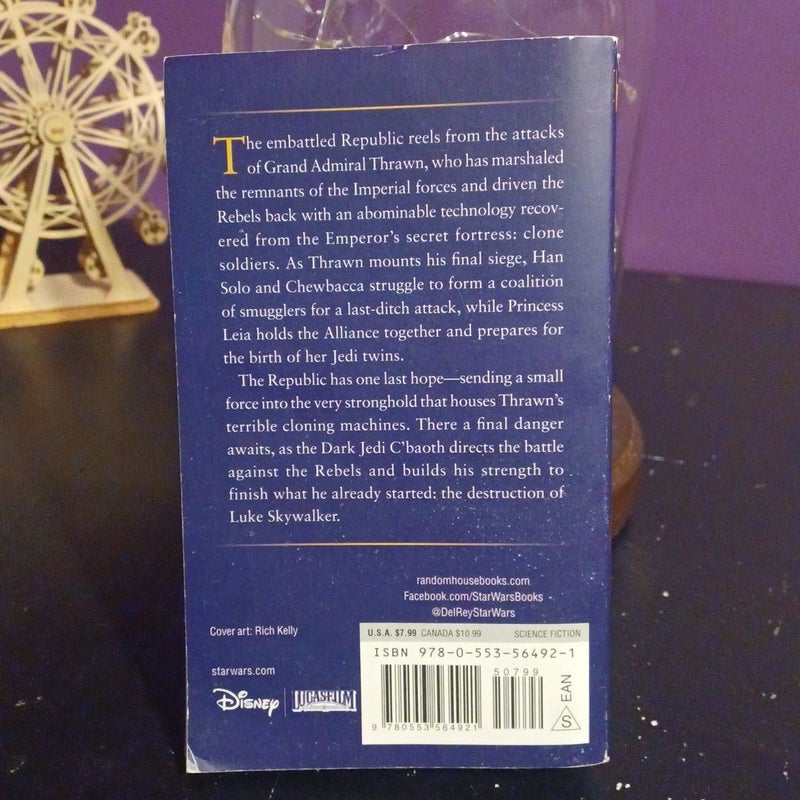 The embattled Republic reels from the attacks
of Grand Admiral Thrawn, who has marshaled
the remnants of the Imperial forces and driven the
Rebels back with an abominable technology recov-
ered from the Emperor's secret fortress: clone
soldiers. As Thrawn mounts his final siege, Han
Solo and Chewbacca struggle to form a coalition
of smugglers for a last-ditch attack, while Princess
Leia holds the Alliance together and prepares for
the birth of her Jedi twins.
The Republic has one last hope—sending a small
force into the very stronghold that houses Thrawn's
terrible cloning machines. There a final danger
awaits, as the Dark Jedi C'baoth directs the battle
against the Rebels and builds his strength to
finish what he already started: the destruction of
Luke Skywalker.
randomhousebooks.com
Facebook.com/StarWarsBooks
@DelReyStarWars
Cover art: Rich Kelly
starwars.com
Disney | LUCASFILM
U.S.A. $7.99 CANADA $10.99 SCIENCE FICTION
ISBN 978-0-553-56492-1
50799
9 780553 564921
S EAN